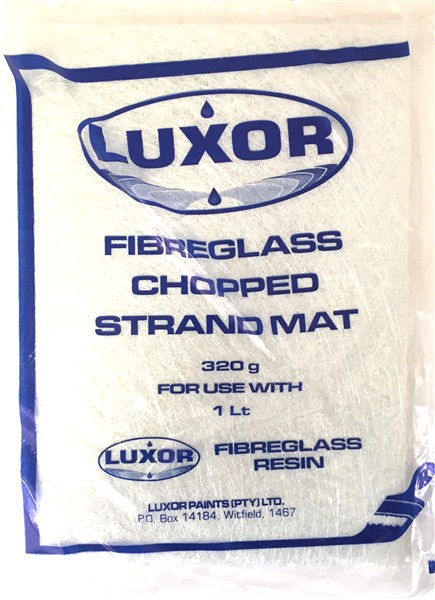 LUXOR
FIBREGLASS
CHOPPED
STRAND MAT
320 g
FOR USE WITH
1 Lt
LUXOR FIBREGLASS
RESIN
LUXOR PAINTS (PTY) LTD.
P.O. Box 14184, Witfield, 1467